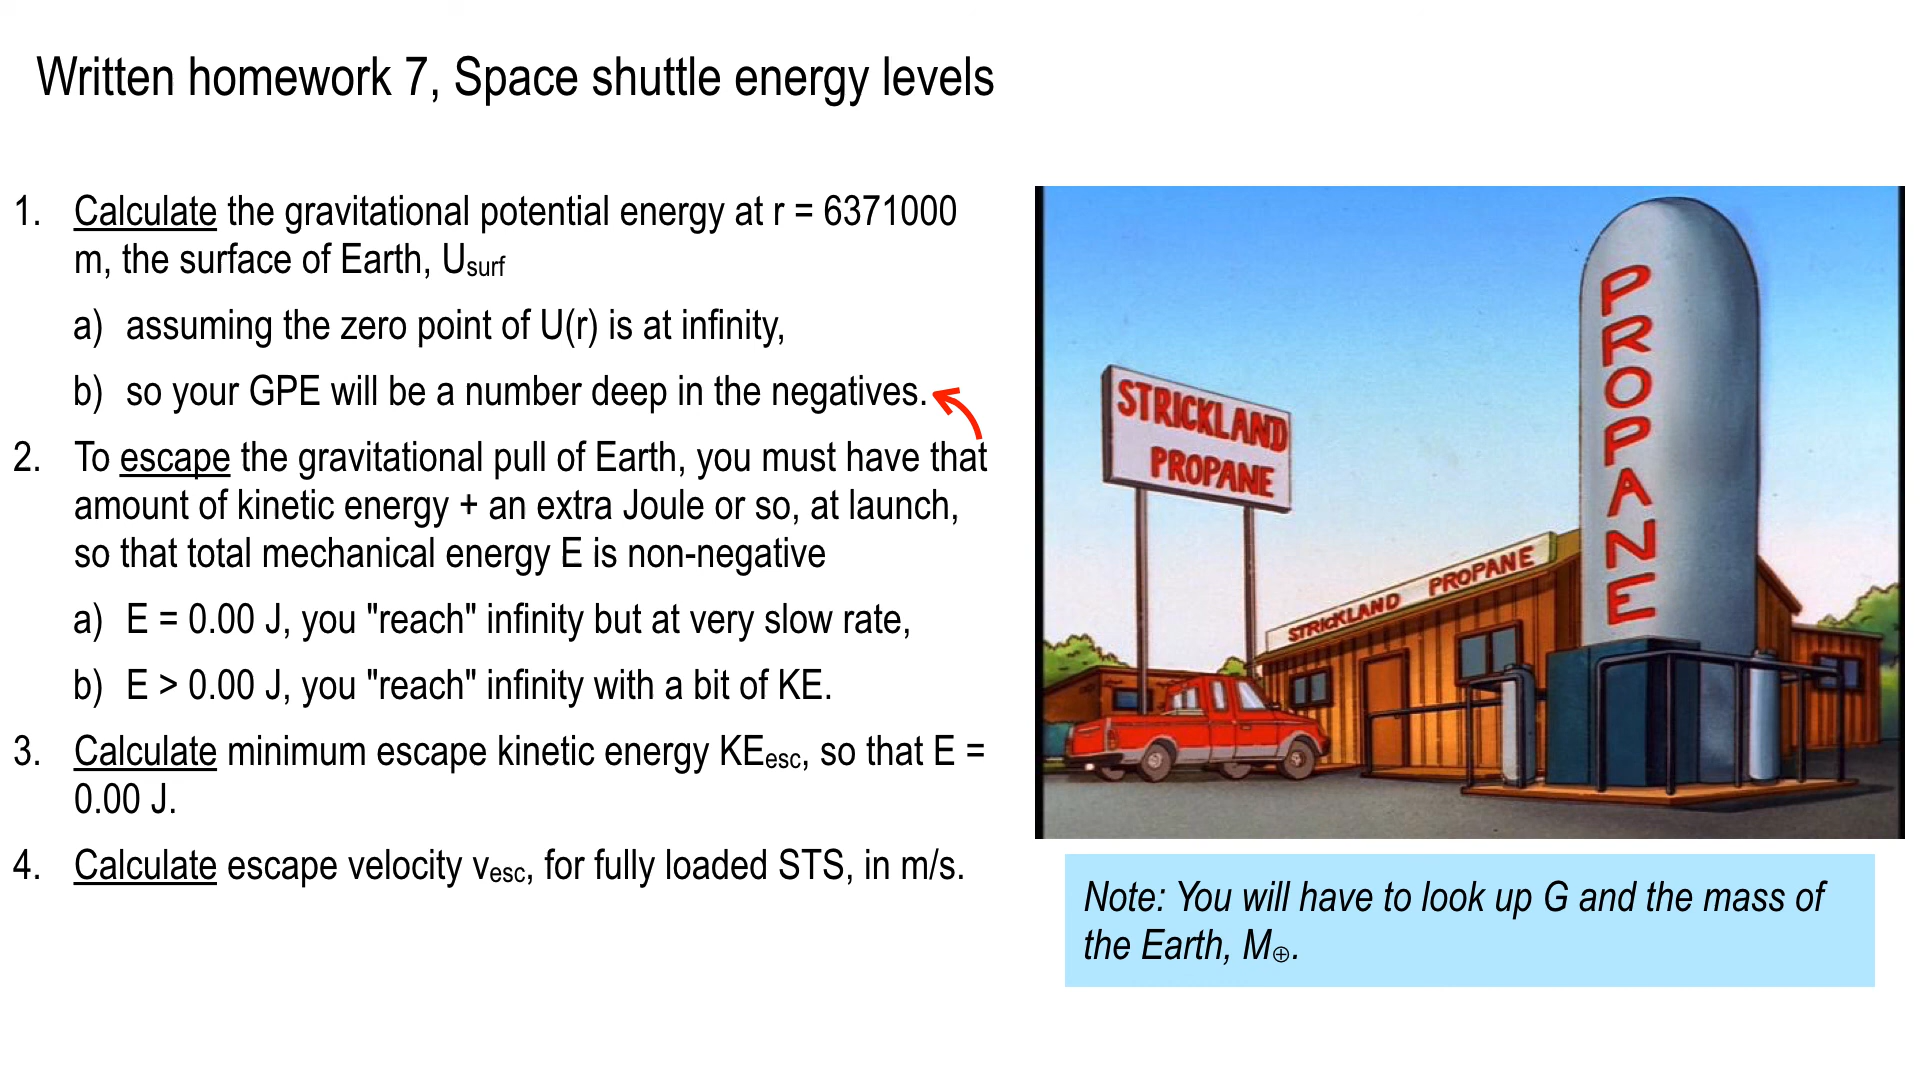 Written homework 7, Space shuttle energy levels
1. Calculate the gravitational potential energy at r = 6371000
m, the surface of Earth, Usurf
a) assuming the zero point of U(r) is at infinity,
b) so your GPE will be a number deep in the negatives.
2. To escape the gravitational pull of Earth, you must have that
amount of kinetic energy + an extra Joule or so, at launch,
so that total mechanical energy E is non-negative
a) E = 0.00 J, you "reach" infinity but at very slow rate,
b) E > 0.00 J, you "reach" infinity with a bit of KE.
3. Calculate minimum escape kinetic energy KEesc, so that E =
0.00 J.
4. Calculate escape velocity vesc, for fully loaded STS, in m/s.
STRICKLAND
PROPANE
STRICKLAND PROPANE
PROPANE
Note: You will have to look up G and the mass of
the Earth, M⊕.